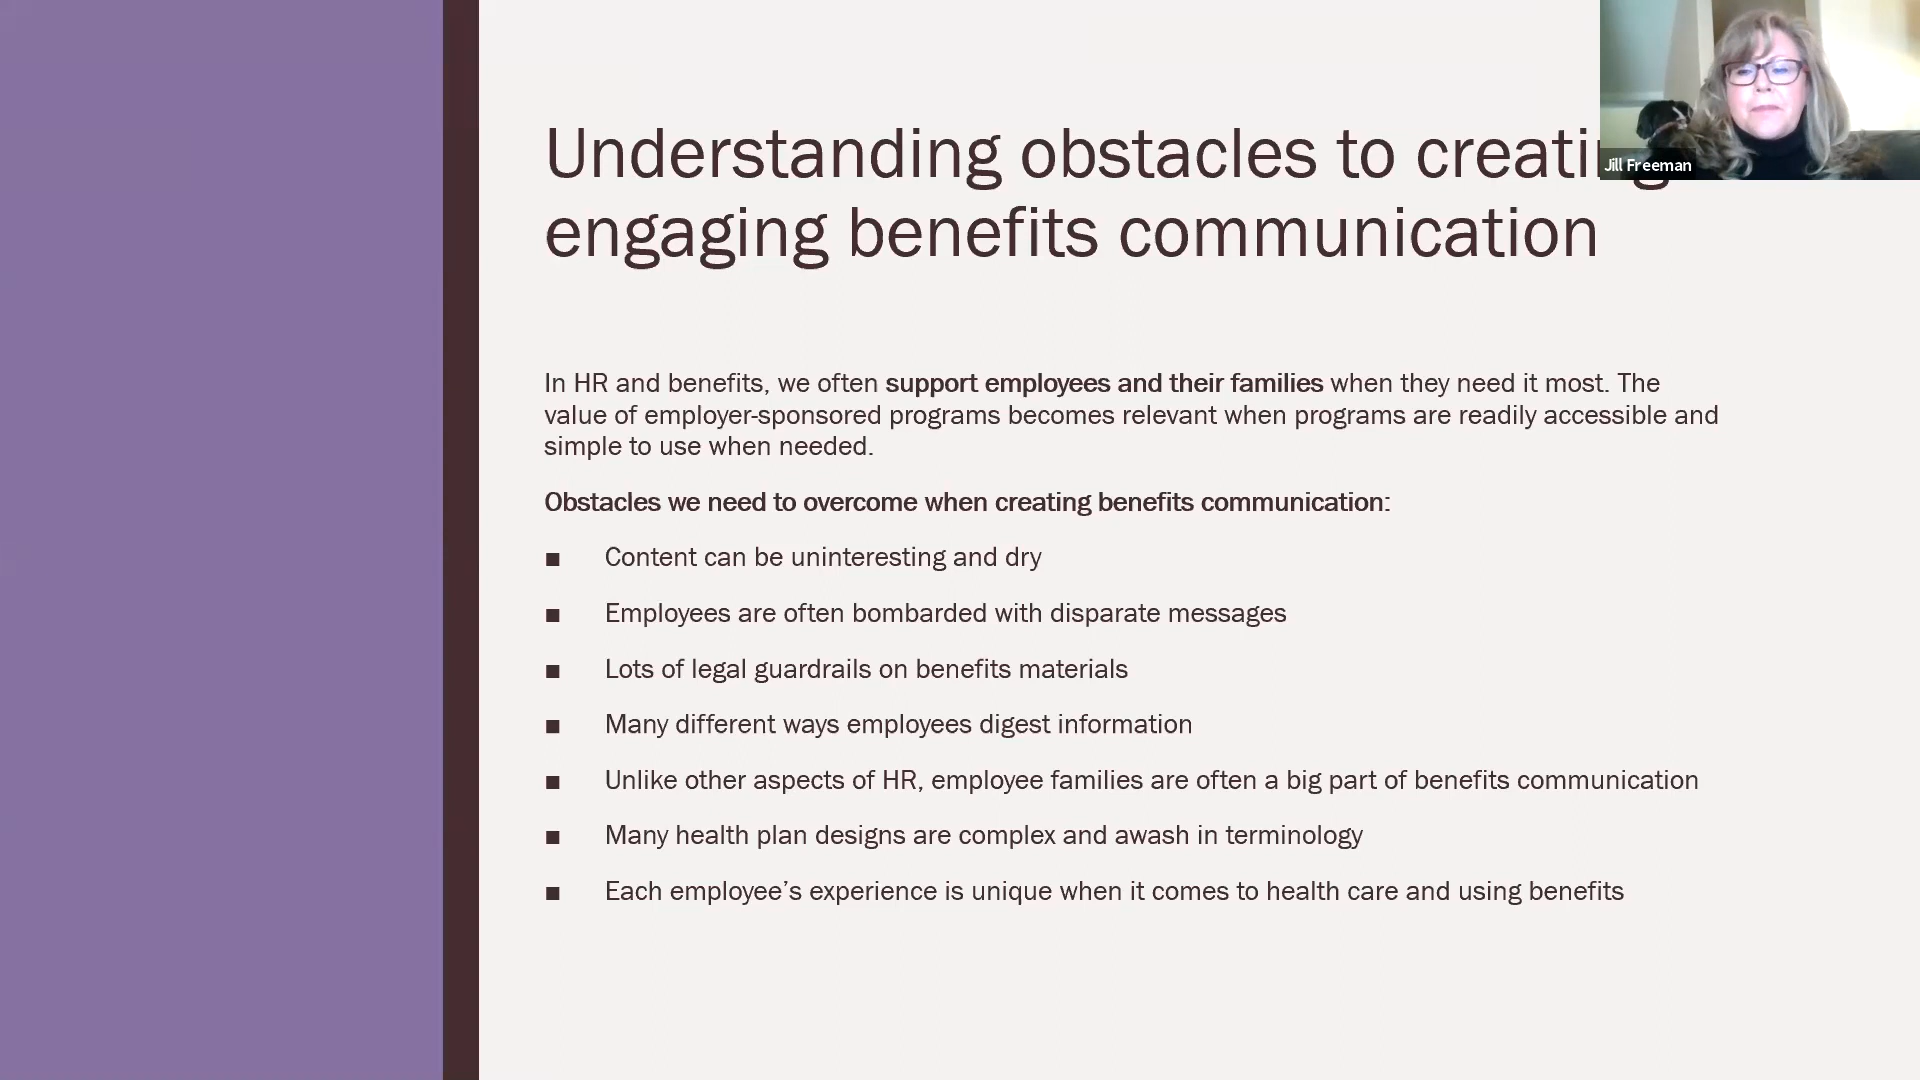 Understanding obstacles to creating
engaging benefits communication
Jill Freeman
In HR and benefits, we often support employees and their families when they need it most. The
value of employer-sponsored programs becomes relevant when programs are readily accessible and
simple to use when needed.
Obstacles we need to overcome when creating benefits communication:
■ Content can be uninteresting and dry
■ Employees are often bombarded with disparate messages
■ Lots of legal guardrails on benefits materials
■ Many different ways employees digest information
■ Unlike other aspects of HR, employee families are often a big part of benefits communication
■ Many health plan designs are complex and awash in terminology
■ Each employee’s experience is unique when it comes to health care and using benefits